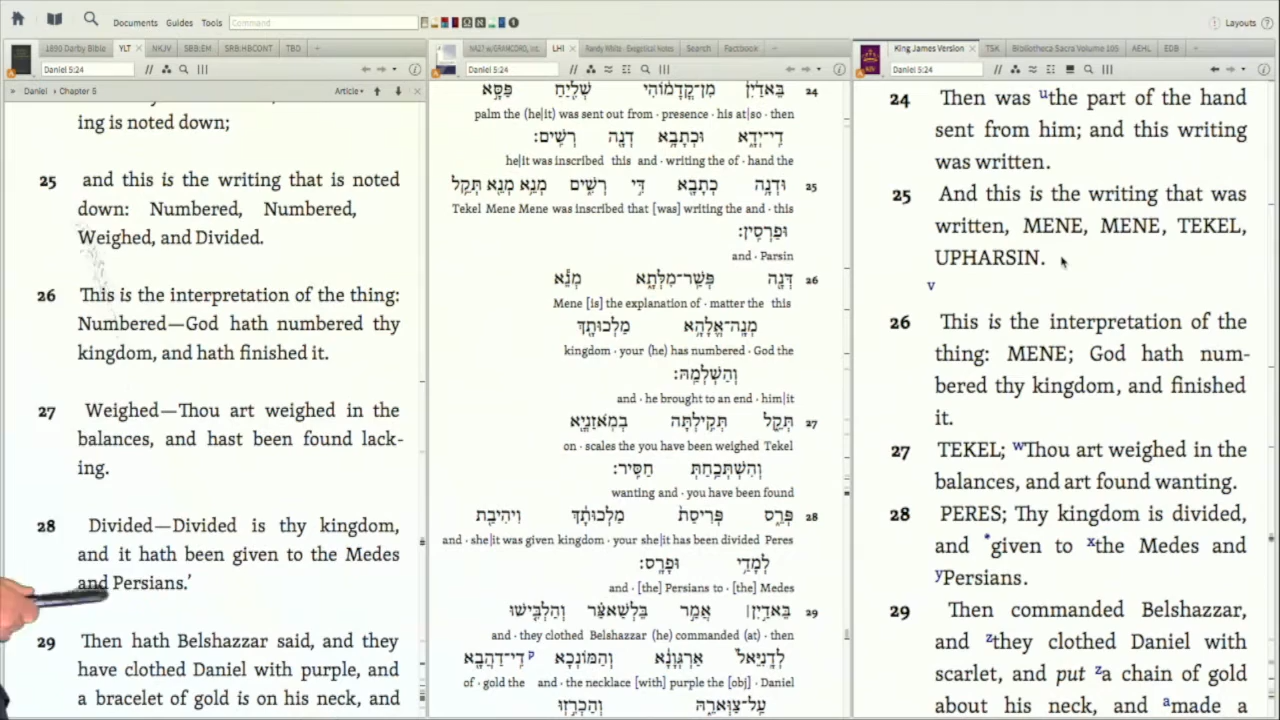 Documents Guides Tools Command
Layouts
1890 Darby Bible YLT NKJV SBB:EM SRB:HBCONT TBD
Daniel 5:24
Daniel › Chapter 5 Article
ing is noted down;
25 and this is the writing that is noted
down: Numbered, Numbered,
Weighed, and Divided.
26 This is the interpretation of the thing:
Numbered—God hath numbered thy
kingdom, and hath finished it.
27 Weighed—Thou art weighed in the
balances, and hast been found lack-
ing.
28 Divided—Divided is thy kingdom,
and it hath been given to the Medes
and Persians.’
29 Then hath Belshazzar said, and they
have clothed Daniel with purple, and
a bracelet of gold is on his neck, and
NA27 w/GRAMCORD, Int. LHI Randy White - Exegetical Notes Search Factbook
Daniel 5:24
24 בֵּאדַ֙יִן֙ מִן־קֳדָמ֔וֹהִי שְׁלִ֖יחַ פַּסָּ֣א
palm the (he|it) was sent out from · presence · his at|so · then
דִֽי־יְדָ֑א וּכְתָבָ֥א דְנָ֖ה רְשִֽׁים׃
he|it was inscribed this and · writing the of · hand the
25 וּדְנָ֥ה כְתָבָ֖א דִּ֣י רְשִׁ֑ים מְנֵ֥א מְנֵ֖א תְּקֵ֥ל
Tekel Mene Mene was inscribed that [was] writing the and · this
וּפַרְסִֽין׃
and · Parsin
26 דְּנָ֖ה פְּשַֽׁר־מִלְּתָ֑א מְנֵ֕א
Mene [is] the explanation of · matter the this
מְנָֽה־אֱלָהָ֥א מַלְכוּתָ֖ךְ
kingdom · your (he) has numbered · God the
וְהַשְׁלְמַֽהּ׃
and · he brought to an end · him|it
27 תְּקֵ֑ל תְּקִ֥ילְתָּה בְמֹֽאזַנְיָ֖א
on · scales the you have been weighed Tekel
וְהִשְׁתְּכַ֥חַתְּ חַסִּֽיר׃
wanting and · you have been found
28 פְּרֵ֑ס פְּרִיסַת֙ מַלְכוּתָ֔ךְ וִיהִיבַ֖ת
and · she|it was given kingdom · your she|it has been divided Peres
לְמָדַ֥י וּפָרָֽס׃
and · [the] Persians to · [the] Medes
29 בֵּאדַ֣יִן׀ אֲמַ֣ר בֵּלְשַׁאצַּ֗ר וְהַלְבִּ֤ישׁוּ
and · they clothed Belshazzar (he) commanded (at) · then
לְדָֽנִיֵּאל֙ אַרְגְּוָנָ֔א וְהַמּוֹנְכָ֥א p דִֽי־דַהֲבָ֖א
of · gold the and · the necklace [with] purple the [obj] · Daniel
עַֽל־צַוְּארֵ֑הּ וְהַכְרִ֣זוּ
King James Version TSK Bibliotheca Sacra Volume 105 AEHL EDB
Daniel 5:24
24 Then was uthe part of the hand
sent from him; and this writing
was written.
25 And this is the writing that was
written, MENE, MENE, TEKEL,
UPHARSIN.
v
26 This is the interpretation of the
thing: MENE; God hath num-
bered thy kingdom, and finished
it.
27 TEKEL; wThou art weighed in the
balances, and art found wanting.
28 PERES; Thy kingdom is divided,
and *given to xthe Medes and
yPersians.
29 Then commanded Belshazzar,
and zthey clothed Daniel with
scarlet, and put za chain of gold
about his neck, and amade a